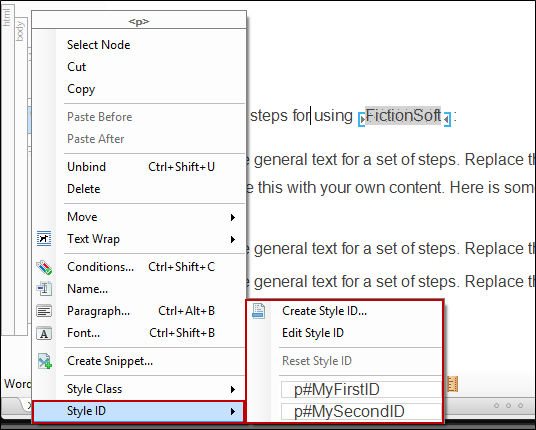 html
body
<p>
Select Node
Cut
Copy
Paste Before
Paste After
Unbind Ctrl+Shift+U
Delete
Move
Text Wrap
Conditions... Ctrl+Shift+C
Name...
Paragraph... Ctrl+Alt+B
Font... Ctrl+Shift+B
Create Snippet...
Style Class
Style ID
steps for using FictionSoft :
e general text for a set of steps. Replace th
e this with your own content. Here is som
e general text for a set of steps. Replace th
e general text for a set of steps. Replace th
Create Style ID...
Edit Style ID
Reset Style ID
p#MyFirstID
p#MySecondID
Word